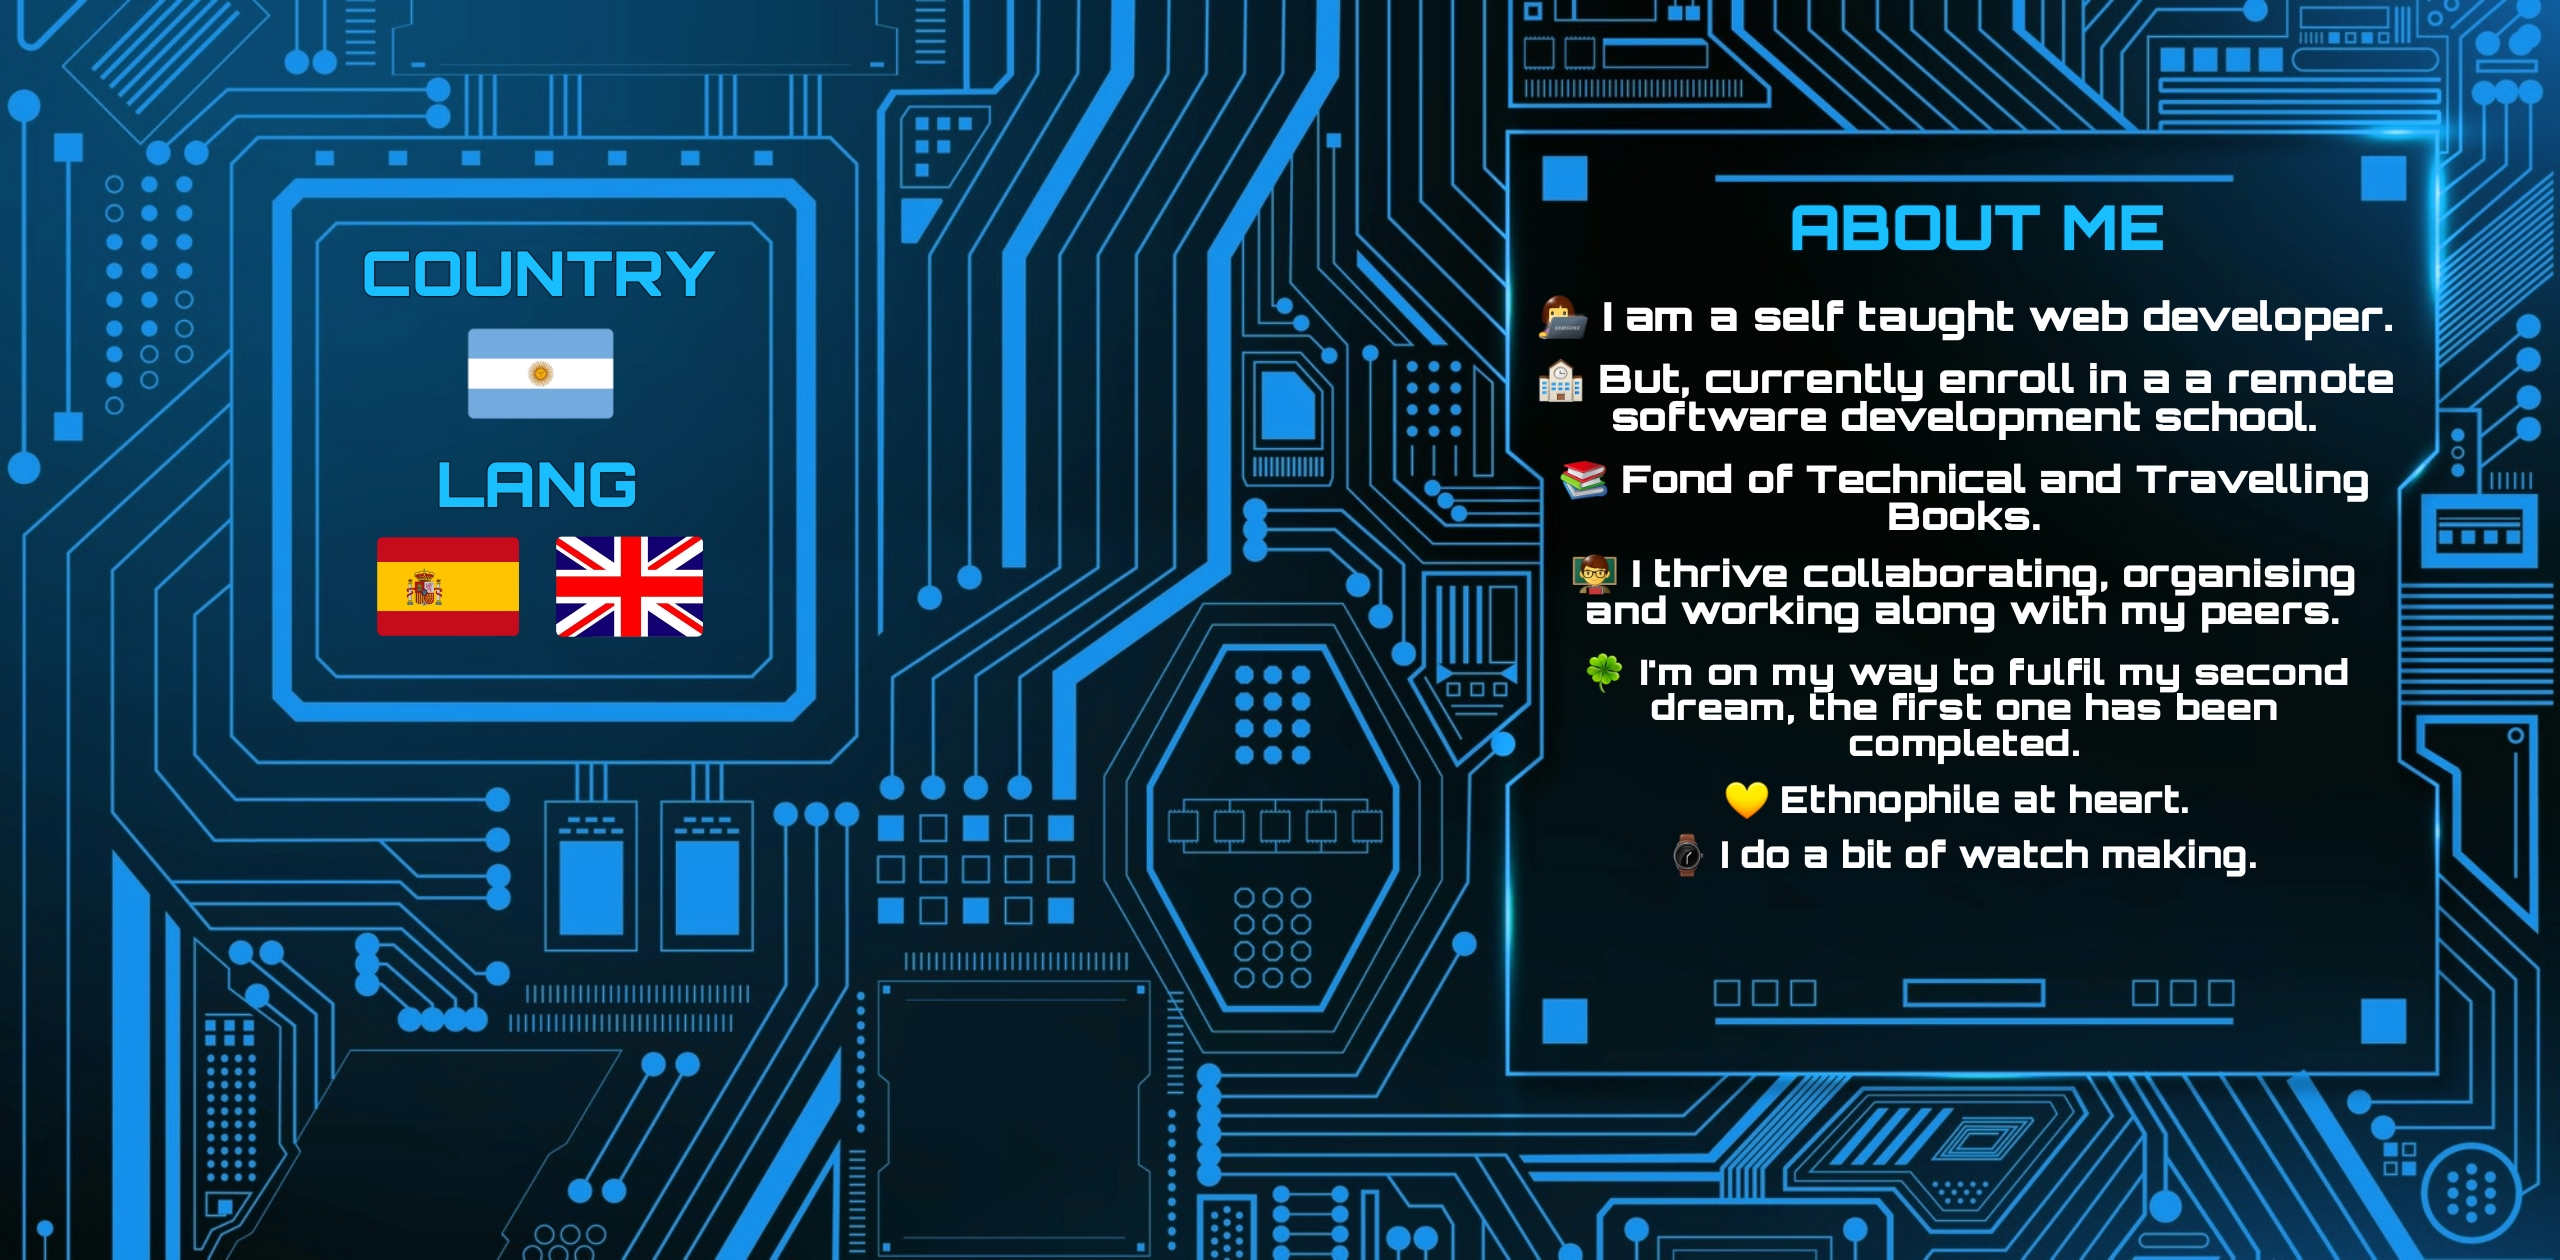 COUNTRY
LANG
ABOUT ME
👩‍💻 I am a self taught web developer.
🏫 But, currently enroll in a a remote
software development school.
📚 Fond of Technical and Travelling
Books.
👨‍🏫 I thrive collaborating, organising
and working along with my peers.
🍀 I'm on my way to fulfil my second
dream, the first one has been
completed.
💛 Ethnophile at heart.
⌚ I do a bit of watch making.